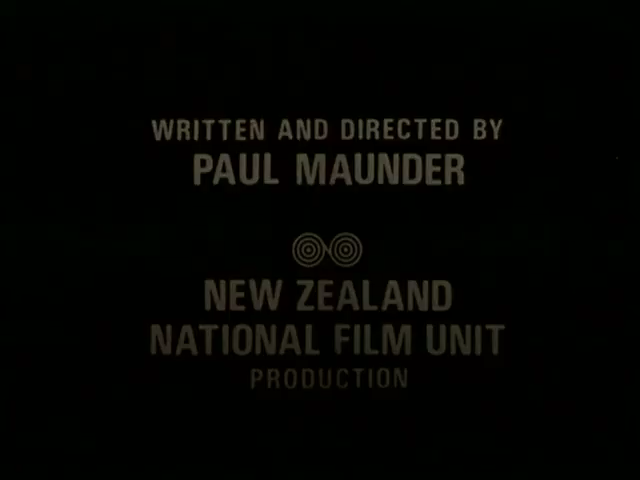 WRITTEN AND DIRECTED BY
PAUL MAUNDER
NEW ZEALAND
NATIONAL FILM UNIT
PRODUCTION